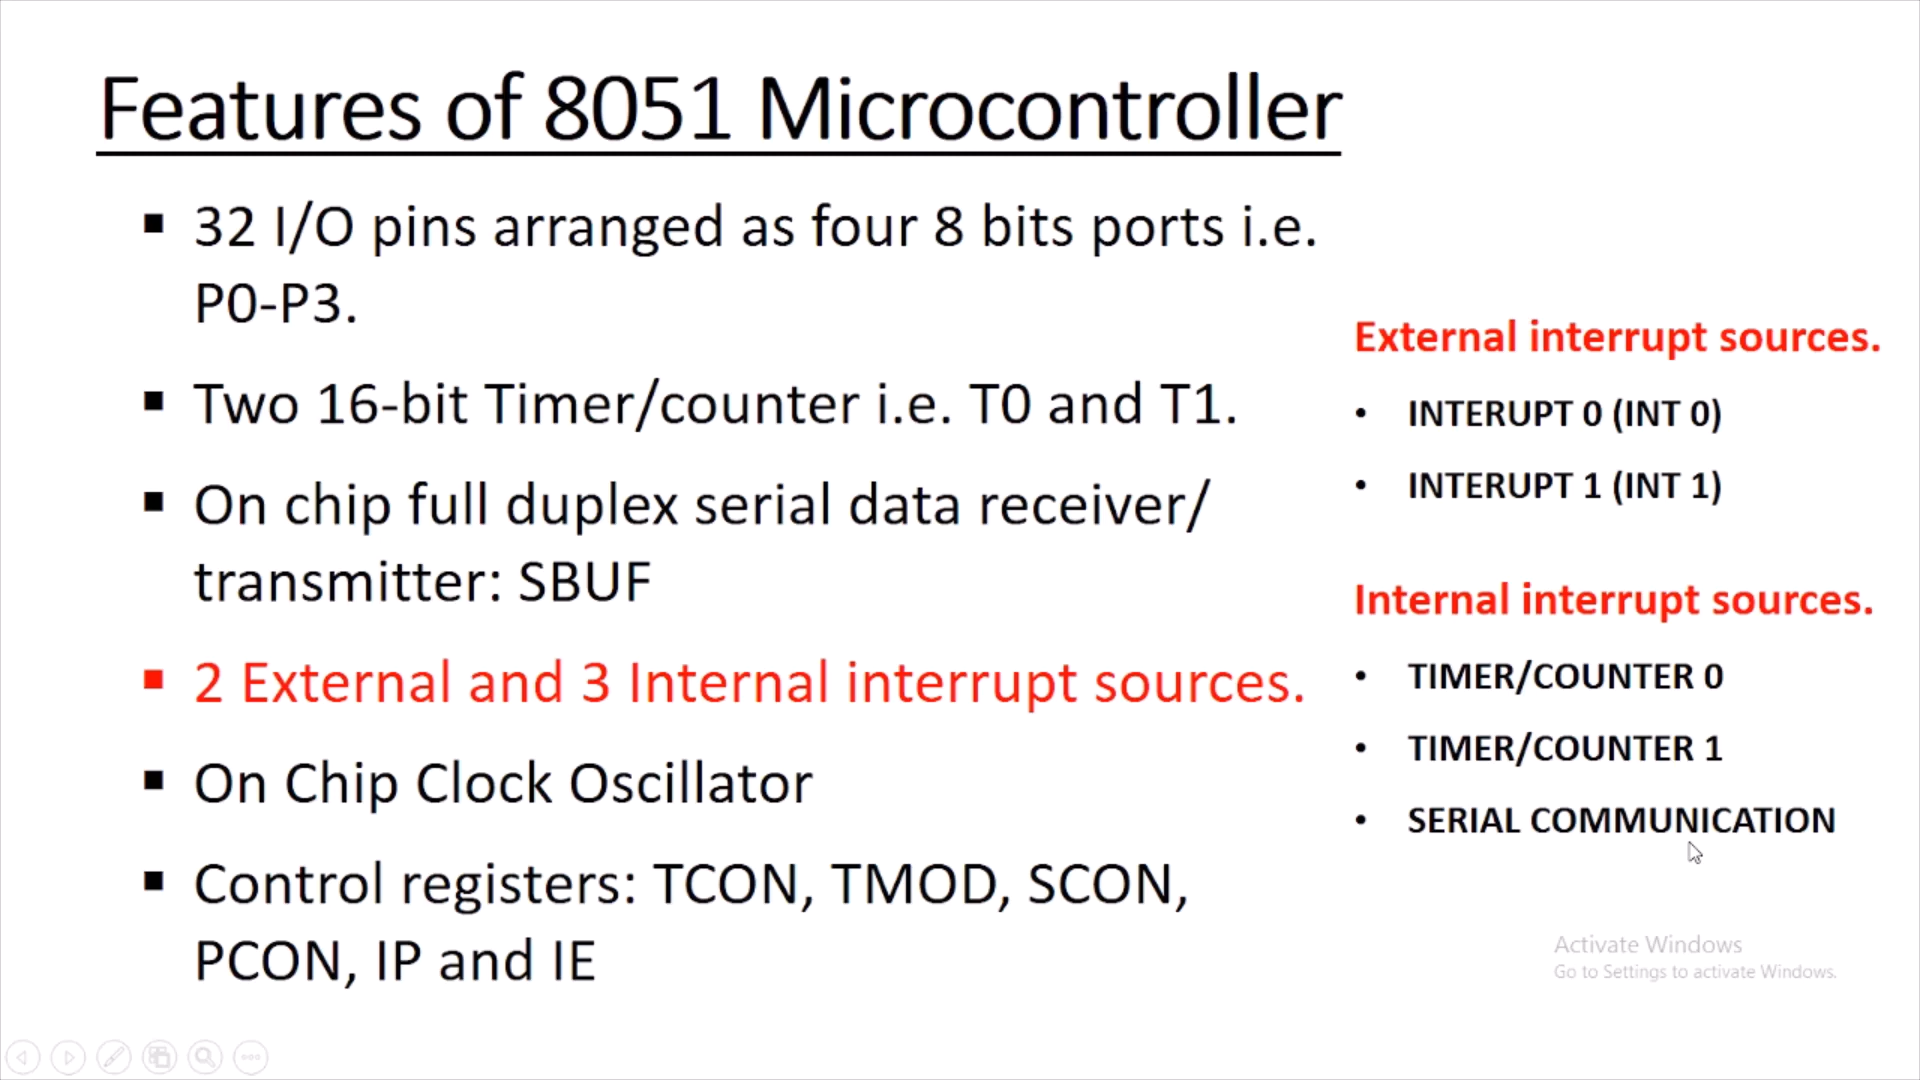 Features of 8051 Microcontroller
32 I/O pins arranged as four 8 bits ports i.e.
P0-P3.
Two 16-bit Timer/counter i.e. T0 and T1.
On chip full duplex serial data receiver/
transmitter: SBUF
2 External and 3 Internal interrupt sources.
On Chip Clock Oscillator
Control registers: TCON, TMOD, SCON,
PCON, IP and IE
External interrupt sources.
INTERUPT 0 (INT 0)
INTERUPT 1 (INT 1)
Internal interrupt sources.
TIMER/COUNTER 0
TIMER/COUNTER 1
SERIAL COMMUNICATION
Activate Windows
Go to Settings to activate Windows.